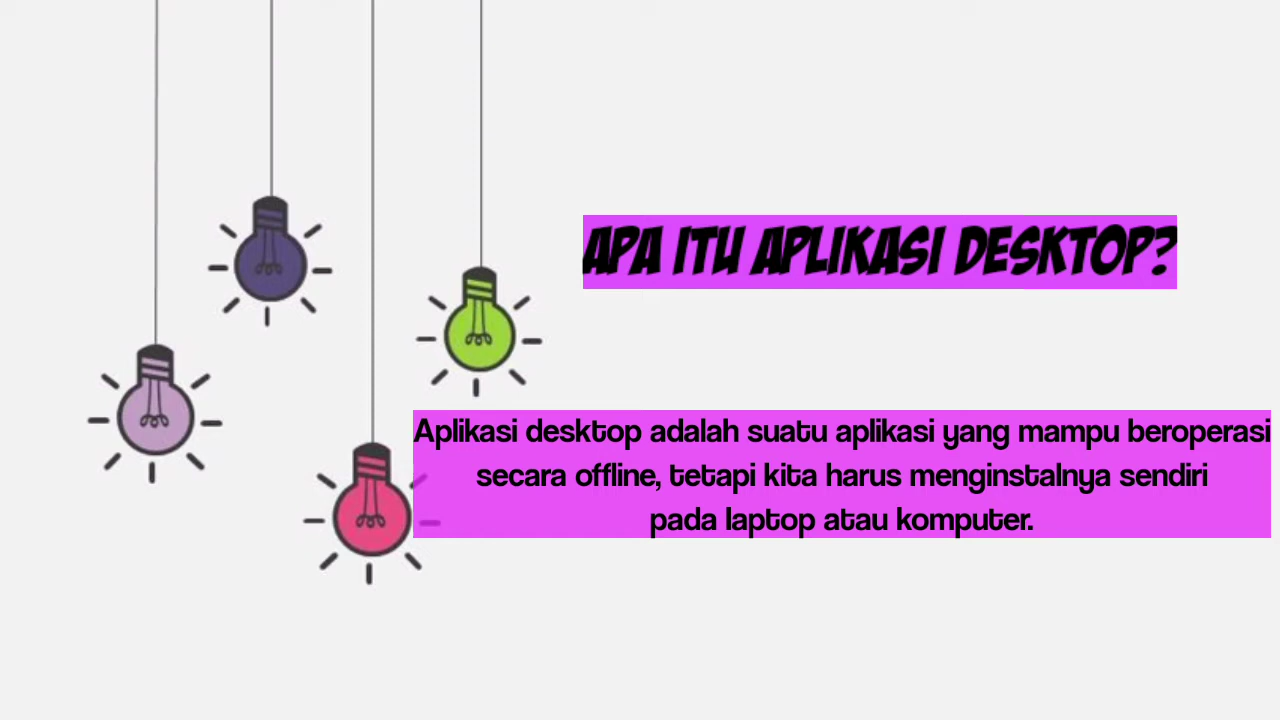 APA ITU APLIKASI DESKTOP?
Aplikasi desktop adalah suatu aplikasi yang mampu beroperasi
secara offline, tetapi kita harus menginstalnya sendiri
pada laptop atau komputer.